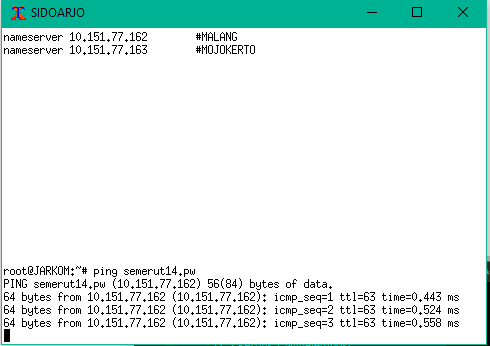 SIDOARJO
nameserver 10.151.77.162 #MALANG
nameserver 10.151.77.163 #MOJOKERTO
root@JARKOM:~# ping semerut14.pw
PING semerut14.pw (10.151.77.162) 56(84) bytes of data.
64 bytes from 10.151.77.162 (10.151.77.162): icmp_seq=1 ttl=63 time=0.443 ms
64 bytes from 10.151.77.162 (10.151.77.162): icmp_seq=2 ttl=63 time=0.524 ms
64 bytes from 10.151.77.162 (10.151.77.162): icmp_seq=3 ttl=63 time=0.558 ms